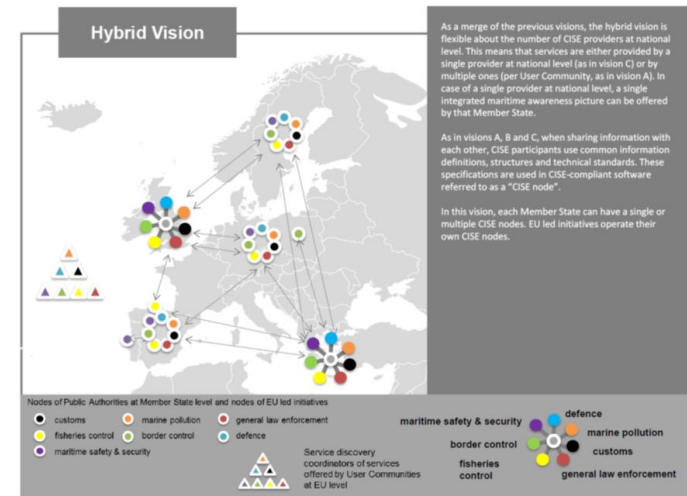 Hybrid Vision
As a merge of the previous visions, the hybrid vision is
flexible about the number of CISE providers at national
level. This means that services are either provided by a
single provider at national level (as in vision C) or by
multiple ones (per User Community, as in vision A). In
case of a single provider at national level, a single
integrated maritime awareness picture can be offered
by that Member State.
As in visions A, B and C, when sharing information with
each other, CISE participants use common information
definitions, structures and technical standards. These
specifications are used in CISE-compliant software
referred to as a “CISE node”.
In this vision, each Member State can have a single or
multiple CISE nodes. EU led initiatives operate their
own CISE nodes.
Nodes of Public Authorities at Member State level and nodes of EU led initiatives
customs
marine pollution
general law enforcement
fisheries control
border control
defence
maritime safety & security
Service discovery
coordinators of services
offered by User Communities
at EU level
defence
maritime safety & security
marine pollution
border control
customs
fisheries
control
general law enforcement